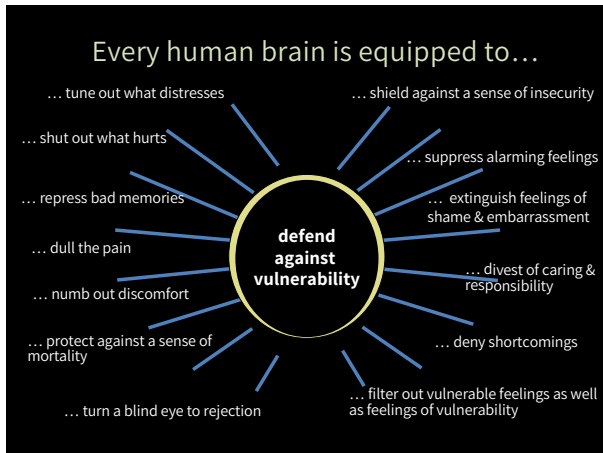 Every human brain is equipped to…
… tune out what distresses
… shut out what hurts
… repress bad memories
… dull the pain
… numb out discomfort
… protect against a sense of
mortality
… turn a blind eye to rejection
defend
against
vulnerability
… shield against a sense of insecurity
… suppress alarming feelings
… extinguish feelings of
shame & embarrassment
… divest of caring &
responsibility
… deny shortcomings
… filter out vulnerable feelings as well
as feelings of vulnerability